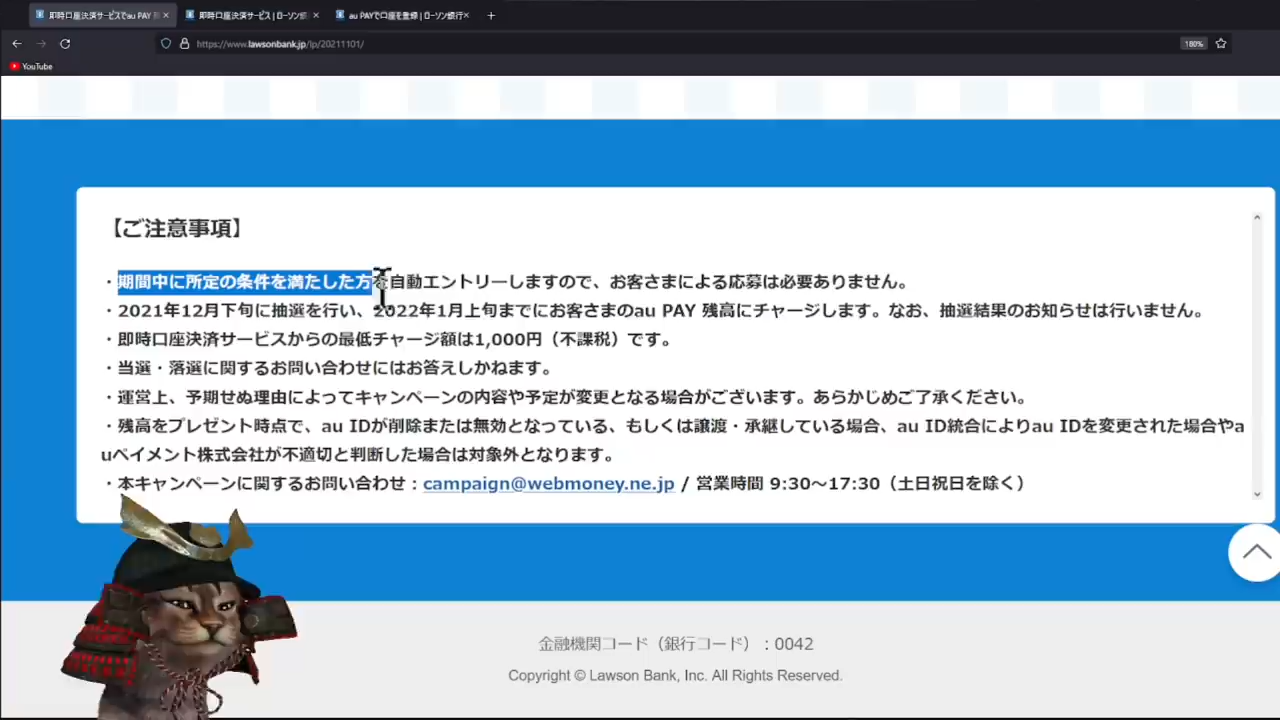 即時口座決済サービスでau PAY
即時口座決済サービス | ローソン銀
au PAYで口座を登録 | ローソン銀行
https://www.lawsonbank.jp/lp/20211101/
180%
YouTube
【ご注意事項】
・期間中に所定の条件を満たした方を自動エントリーしますので、お客さまによる応募は必要ありません。
・2021年12月下旬に抽選を行い、2022年1月上旬までにお客さまのau PAY 残高にチャージします。なお、抽選結果のお知らせは行いません。
・即時口座決済サービスからの最低チャージ額は1,000円（不課税）です。
・当選・落選に関するお問い合わせにはお答えしかねます。
・運営上、予期せぬ理由によってキャンペーンの内容や予定が変更となる場合がございます。あらかじめご了承ください。
・残高をプレゼント時点で、au IDが削除または無効となっている、もしくは譲渡・承継している場合、au ID統合によりau IDを変更された場合やa
uペイメント株式会社が不適切と判断した場合は対象外となります。
・本キャンペーンに関するお問い合わせ：campaign@webmoney.ne.jp / 営業時間 9:30～17:30（土日祝日を除く）
金融機関コード（銀行コード）：0042
Copyright © Lawson Bank, Inc. All Rights Reserved.